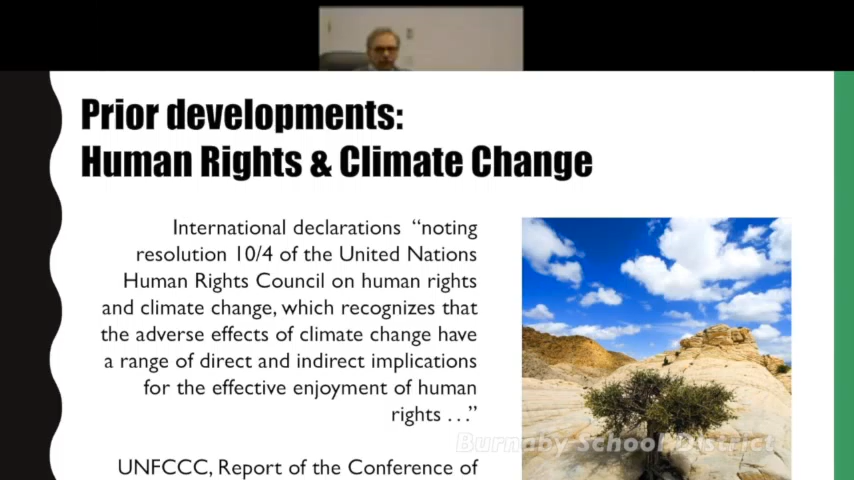 Prior developments:
Human Rights & Climate Change
International declarations “noting
resolution 10/4 of the United Nations
Human Rights Council on human rights
and climate change, which recognizes that
the adverse effects of climate change have
a range of direct and indirect implications
for the effective enjoyment of human
rights . . .”
Burnaby School District
UNFCCC, Report of the Conference of